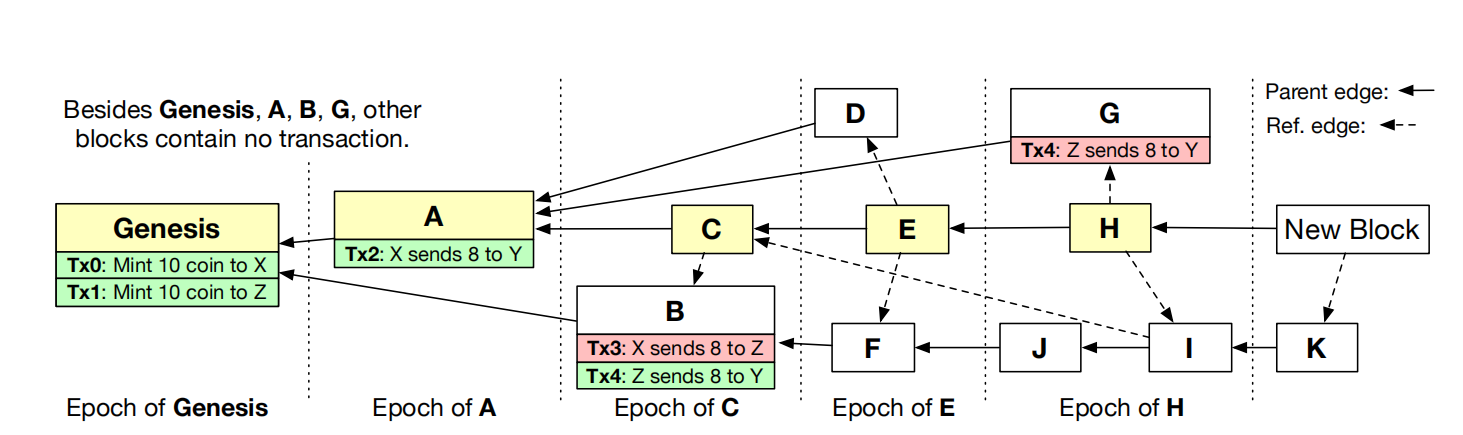 Besides Genesis, A, B, G, other
blocks contain no transaction.
Parent edge:
Ref. edge:
D
G
Tx4: Z sends 8 to Y
Genesis
Tx0: Mint 10 coin to X
Tx1: Mint 10 coin to Z
A
Tx2: X sends 8 to Y
C
E
H
New Block
B
Tx3: X sends 8 to Z
Tx4: Z sends 8 to Y
F
J
I
K
Epoch of Genesis
Epoch of A
Epoch of C
Epoch of E
Epoch of H